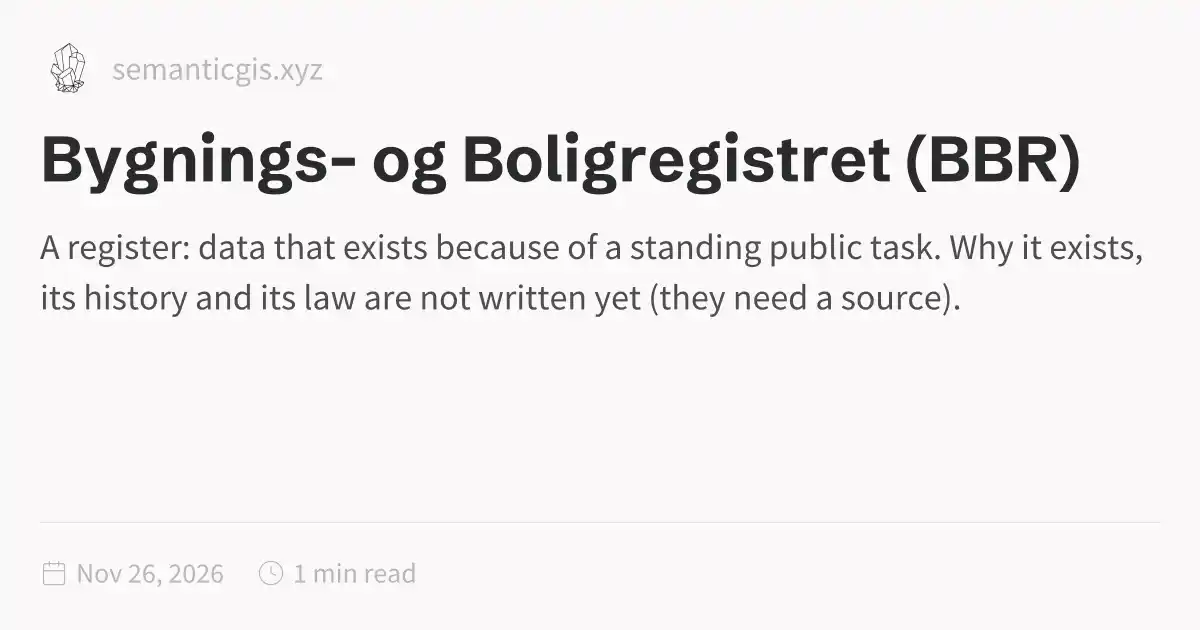 semanticgis.xyz
Bygnings- og Boligregistret (BBR)
A register: data that exists because of a standing public task. Why it exists,
its history and its law are not written yet (they need a source).
Nov 26, 2026 1 min read